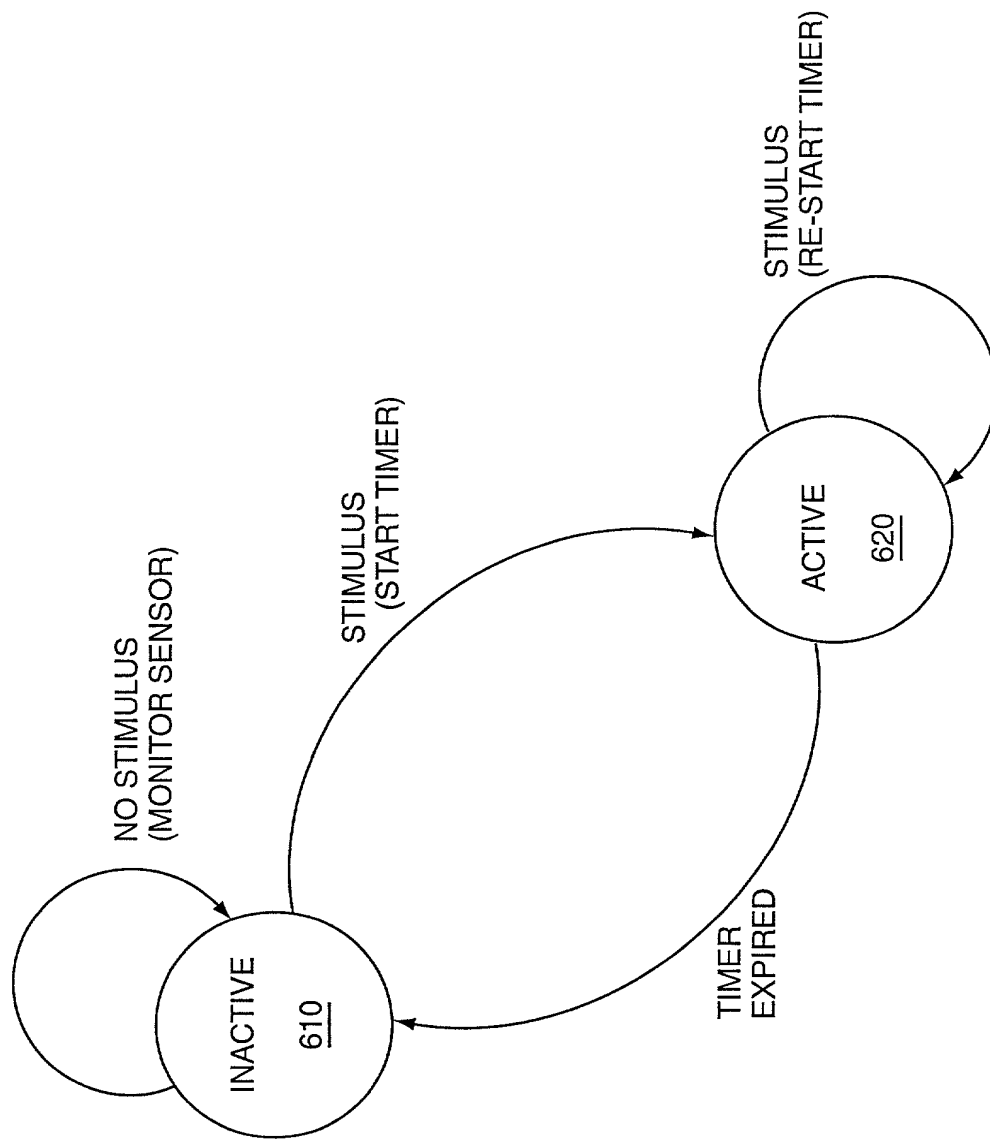 NO STIMULUS
(MONITOR SENSOR)
INACTIVE
610
STIMULUS
(START TIMER)
TIMER
EXPIRED
ACTIVE
620
STIMULUS
(RE-START TIMER)